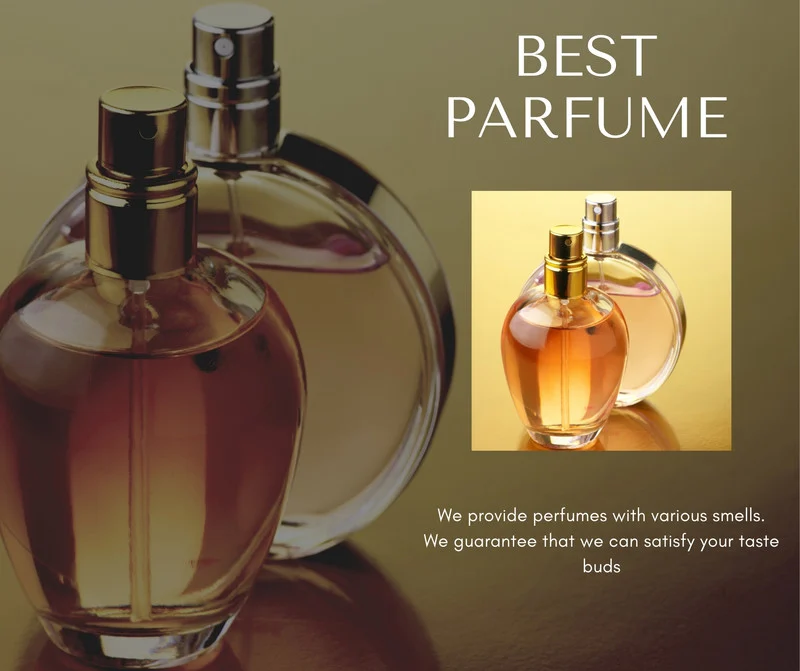 BEST
PARFUME
We provide perfumes with various smells.
We guarantee that we can satisfy your taste
buds